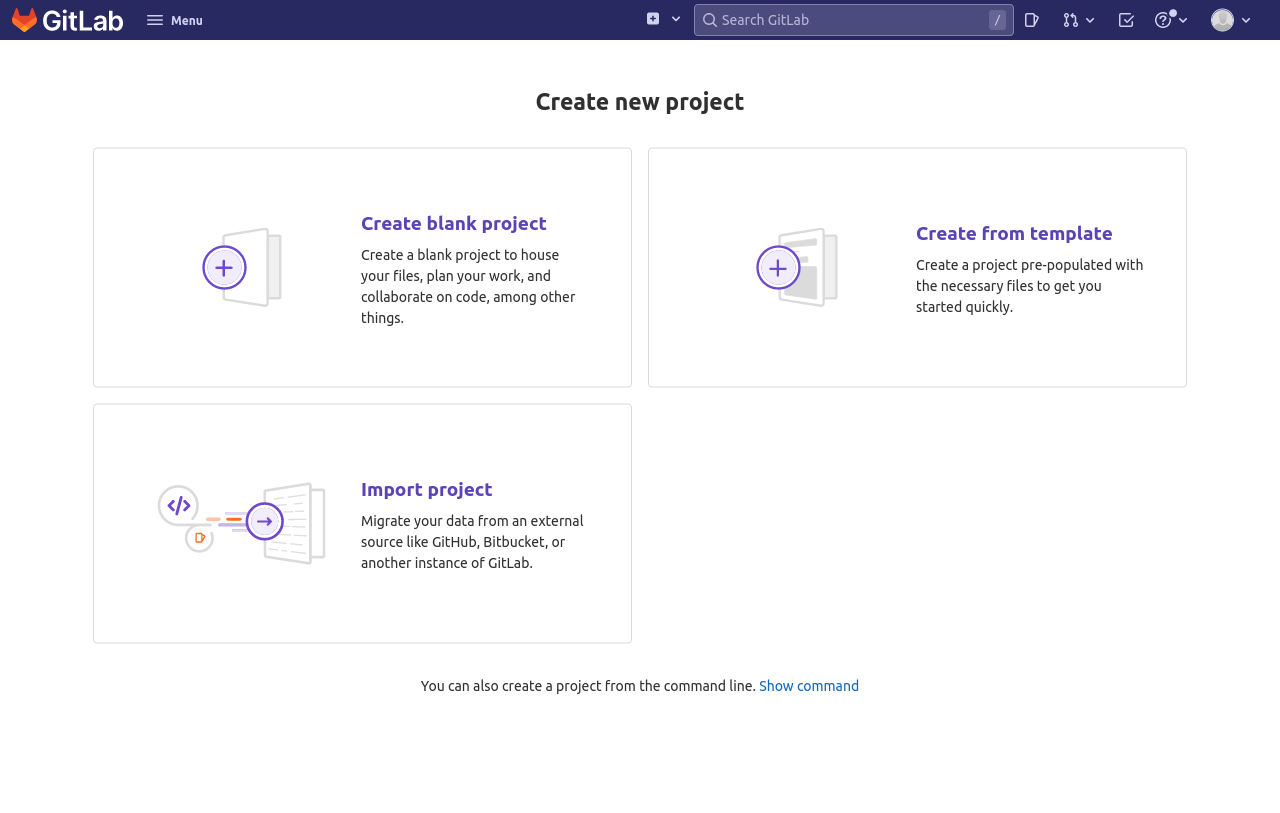 GitLab
Menu
Search GitLab
/
Create new project
Create blank project
Create a blank project to house
your files, plan your work, and
collaborate on code, among other
things.
Create from template
Create a project pre-populated with
the necessary files to get you
started quickly.
Import project
Migrate your data from an external
source like GitHub, Bitbucket, or
another instance of GitLab.
You can also create a project from the command line. Show command